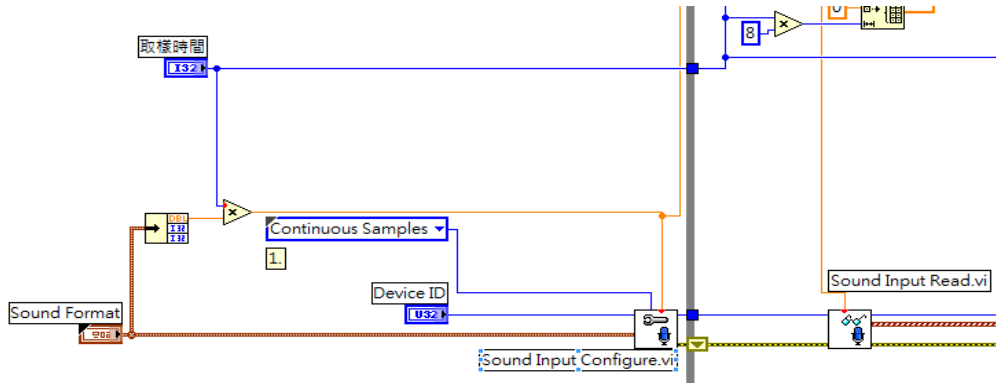 0
8
取樣時間
I32
×
×
DBL
I32
I32
Continuous Samples
1.
Device ID
U32
Sound Input Read.vi
Sound Format
Sound Input Configure.vi